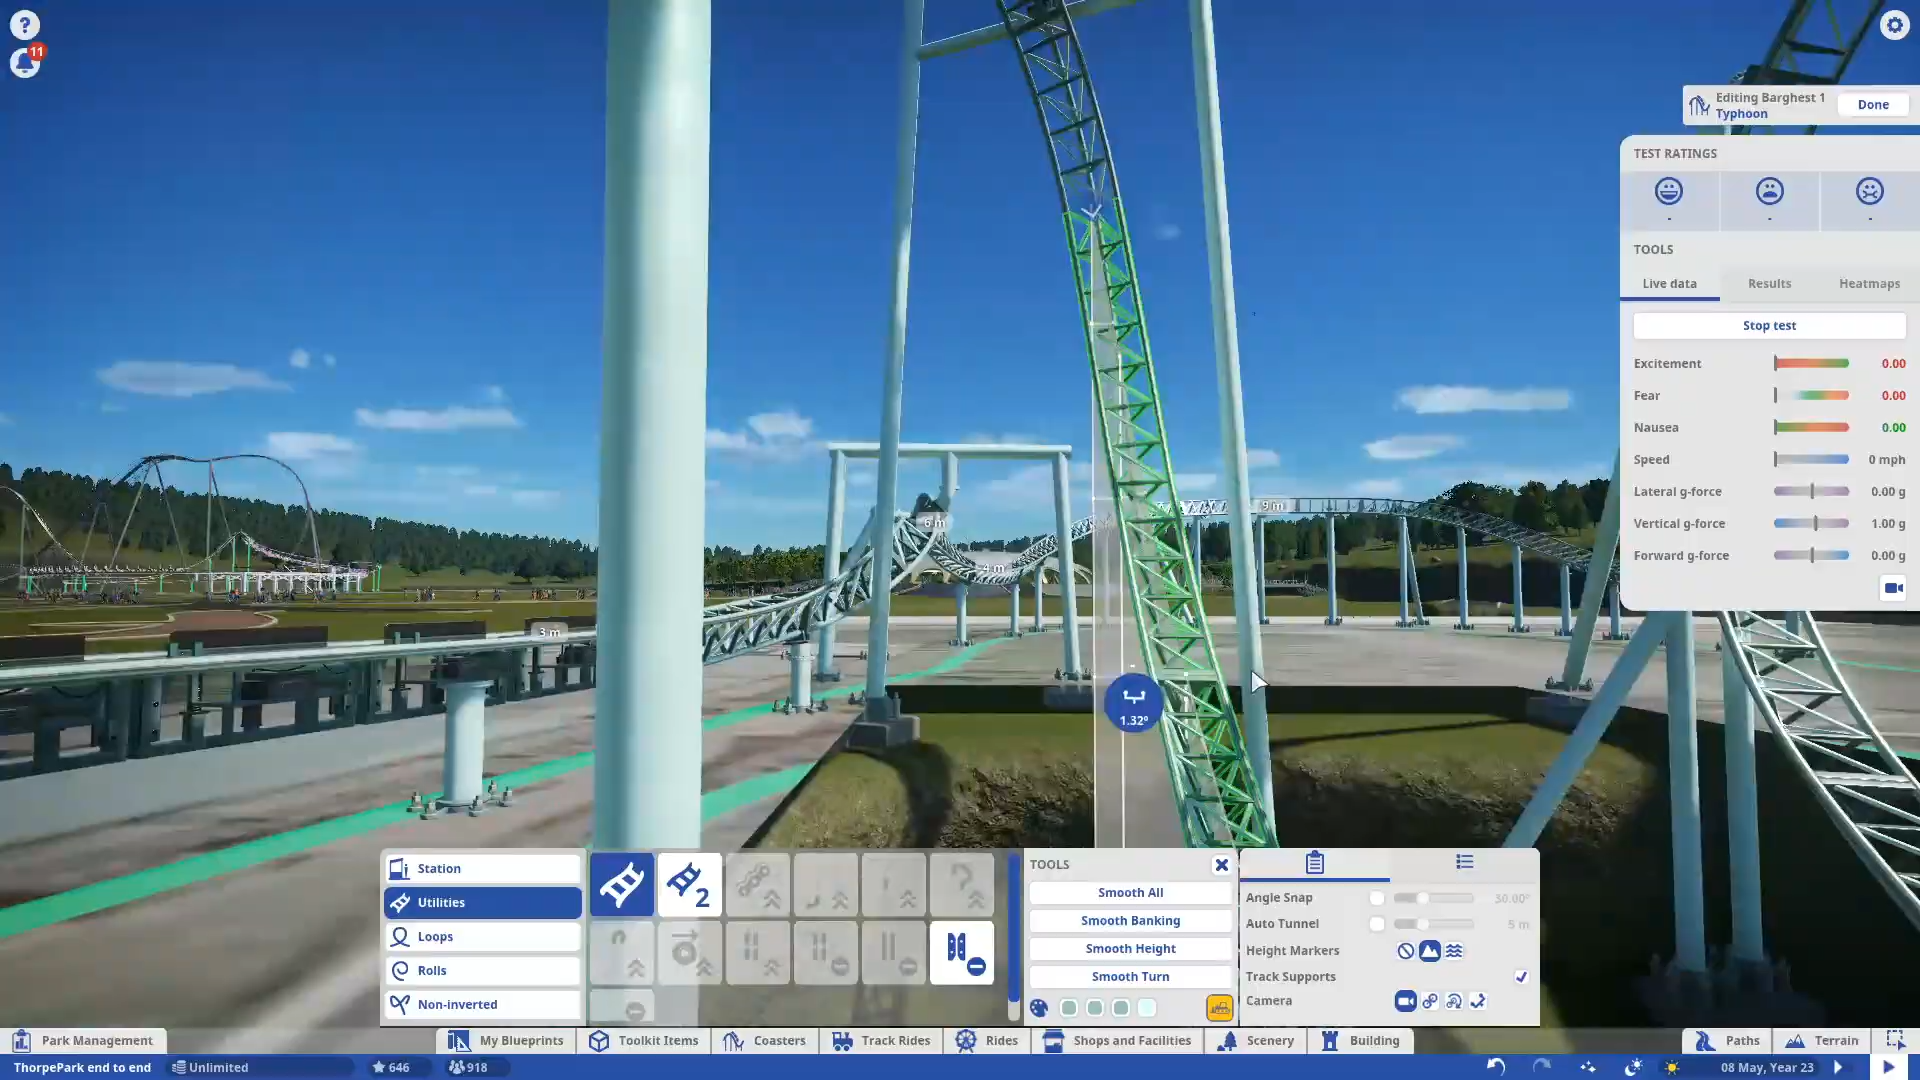 ?
11
Editing Barghest 1
Typhoon
Done
TEST RATINGS
- - -
TOOLS
Live data Results Heatmaps
Stop test
Excitement 0.00
Fear 0.00
Nausea 0.00
Speed 0 mph
Lateral g-force 0.00 g
Vertical g-force 1.00 g
Forward g-force 0.00 g
6 m
9 m
4 m
3 m
1.32°
Station
Utilities
Loops
Rolls
Non-inverted
2
TOOLS
Smooth All
Smooth Banking
Smooth Height
Smooth Turn
Angle Snap 30.00°
Auto Tunnel 5 m
Height Markers
Track Supports
Camera
Park Management
My Blueprints
Toolkit Items
Coasters
Track Rides
Rides
Shops and Facilities
Scenery
Building
Paths
Terrain
ThorpePark end to end
Unlimited
646
918
08 May, Year 23